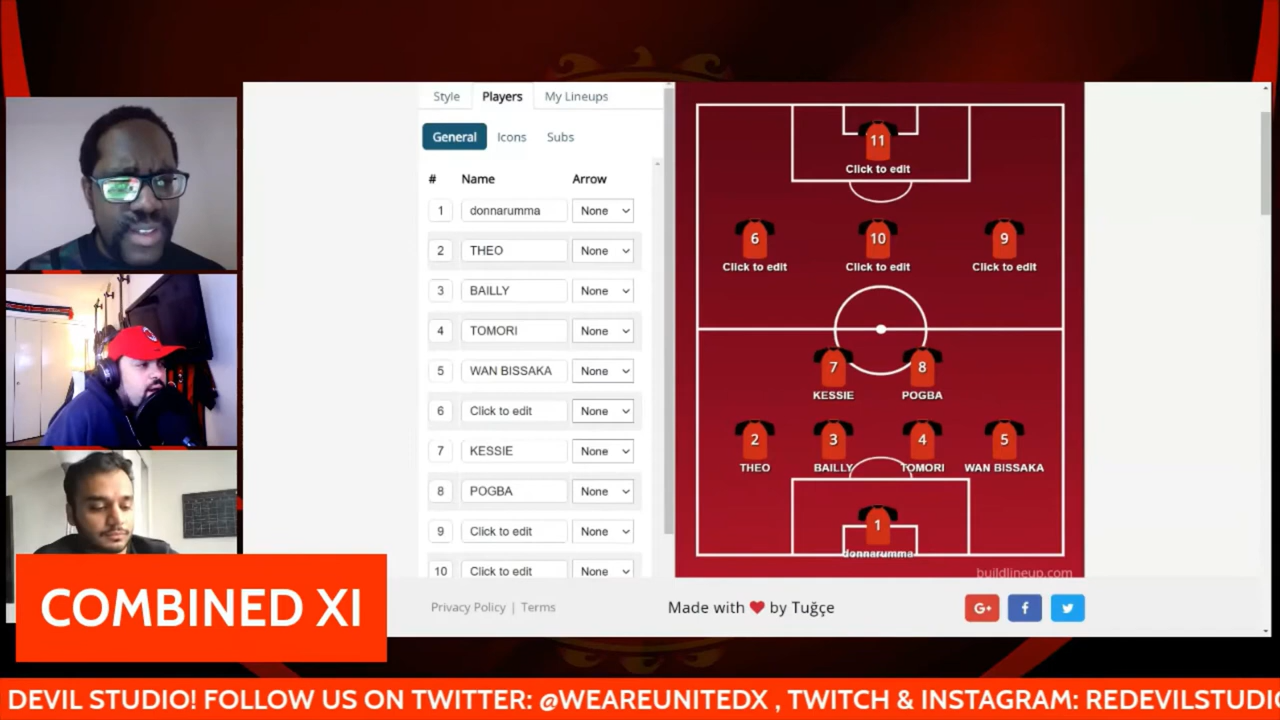 Style Players My Lineups
General Icons Subs
# Name Arrow
1 donnarumma None
2 THEO None
3 BAILLY None
4 TOMORI None
5 WAN BISSAKA None
6 Click to edit None
7 KESSIE None
8 POGBA None
9 Click to edit None
10 Click to edit None
11
Click to edit
6 10 9
Click to edit Click to edit Click to edit
7 8
KESSIE POGBA
2 3 4 5
THEO BAILLY TOMORI WAN BISSAKA
1
donnarumma
buildlineup.com
Privacy Policy | Terms Made with ❤ by Tuğçe G+ f
COMBINED XI
DEVIL STUDIO! FOLLOW US ON TWITTER: @WEAREUNITEDX , TWITCH & INSTAGRAM: REDEVILSTUDIO